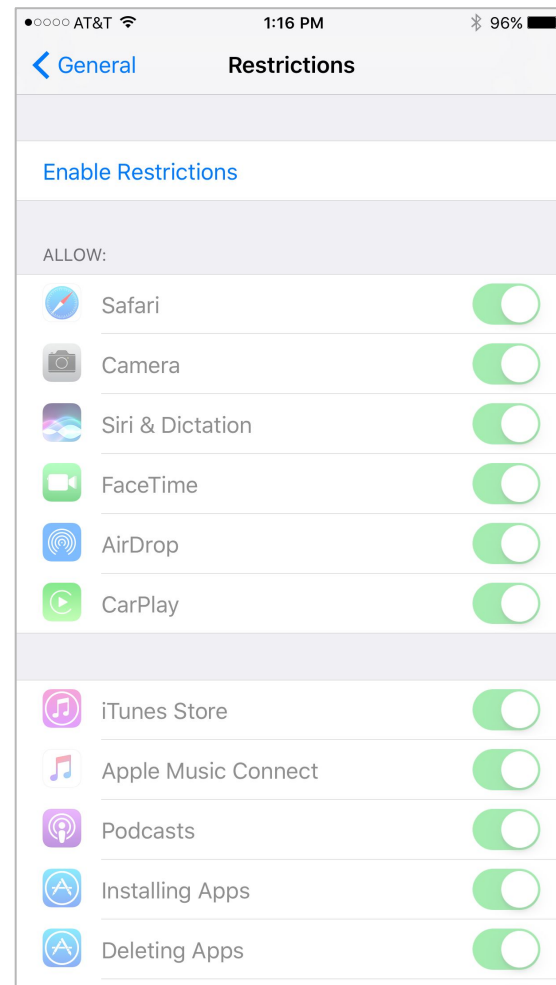 AT&T 1:16 PM 96%
General Restrictions
Enable Restrictions
ALLOW:
Safari
Camera
Siri & Dictation
FaceTime
AirDrop
CarPlay
iTunes Store
Apple Music Connect
Podcasts
Installing Apps
Deleting Apps